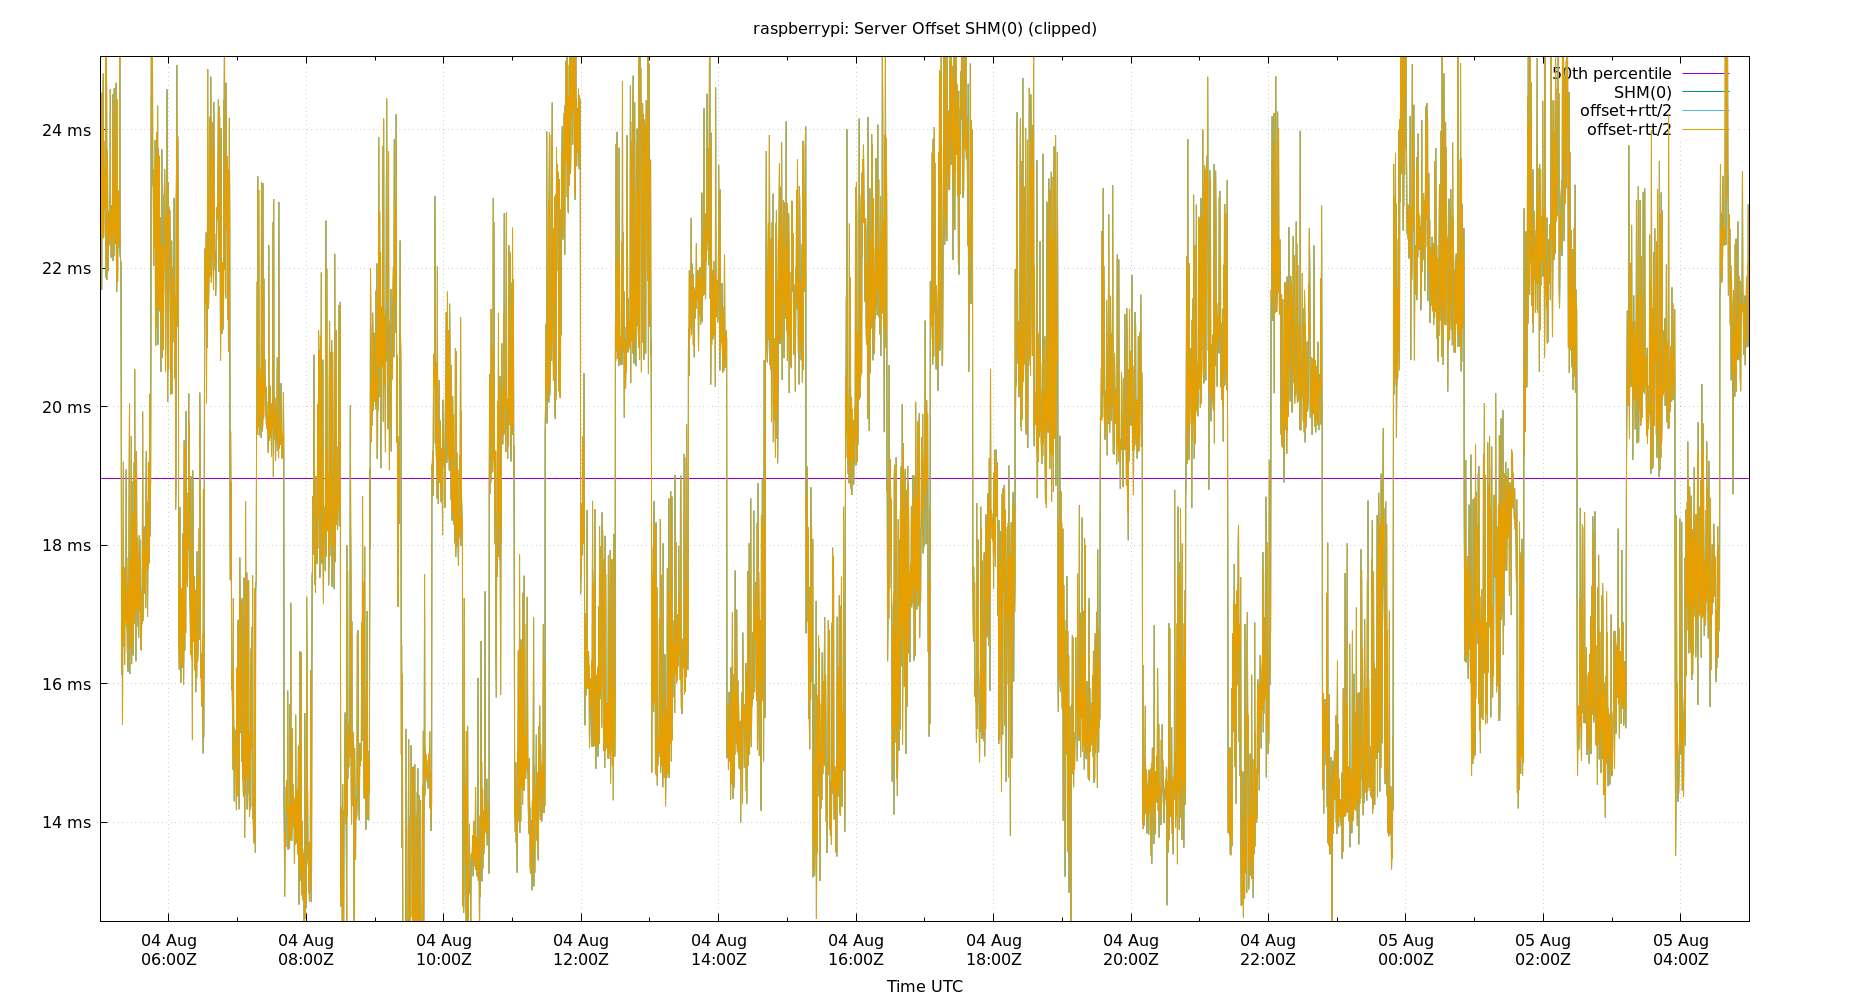 raspberrypi: Server Offset SHM(0) (clipped)
50th percentile
SHM(0)
offset+rtt/2
offset-rtt/2
24 ms
22 ms
20 ms
18 ms
16 ms
14 ms
04 Aug 04 Aug 04 Aug 04 Aug 04 Aug 04 Aug 04 Aug 04 Aug 04 Aug 05 Aug 05 Aug 05 Aug
06:00Z 08:00Z 10:00Z 12:00Z 14:00Z 16:00Z 18:00Z 20:00Z 22:00Z 00:00Z 02:00Z 04:00Z
Time UTC